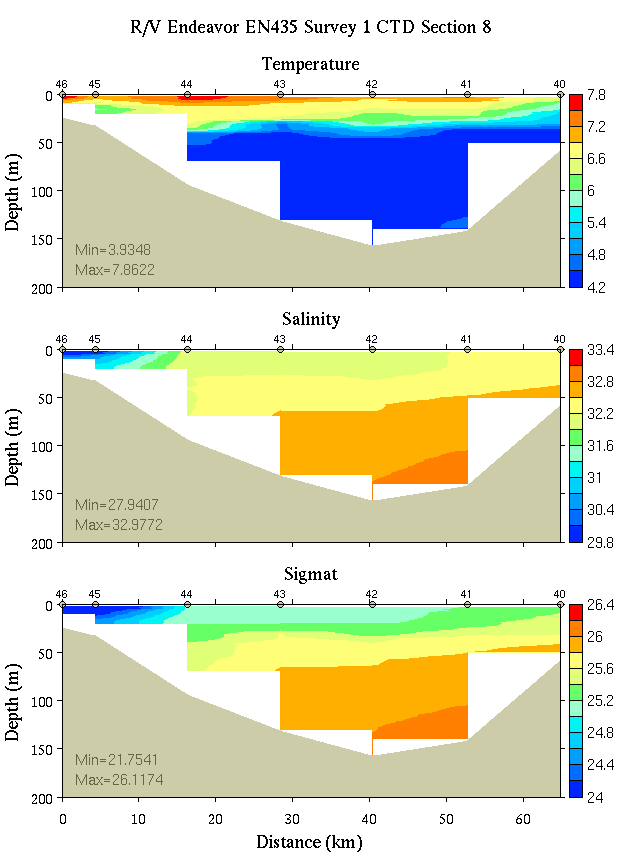 R/V Endeavor EN435 Survey 1 CTD Section 8
Temperature
46 45 44 43 42 41 40
0
50
100
150
200
Depth (m)
Min=3.9348
Max=7.8622
7.8
7.2
6.6
6
5.4
4.8
4.2
Salinity
46 45 44 43 42 41 40
0
50
100
150
200
Depth (m)
Min=27.9407
Max=32.9772
33.4
32.8
32.2
31.6
31
30.4
29.8
Sigmat
46 45 44 43 42 41 40
0
50
100
150
200
Depth (m)
Min=21.7541
Max=26.1174
26.4
26
25.6
25.2
24.8
24.4
24
0 10 20 30 40 50 60
Distance (km)